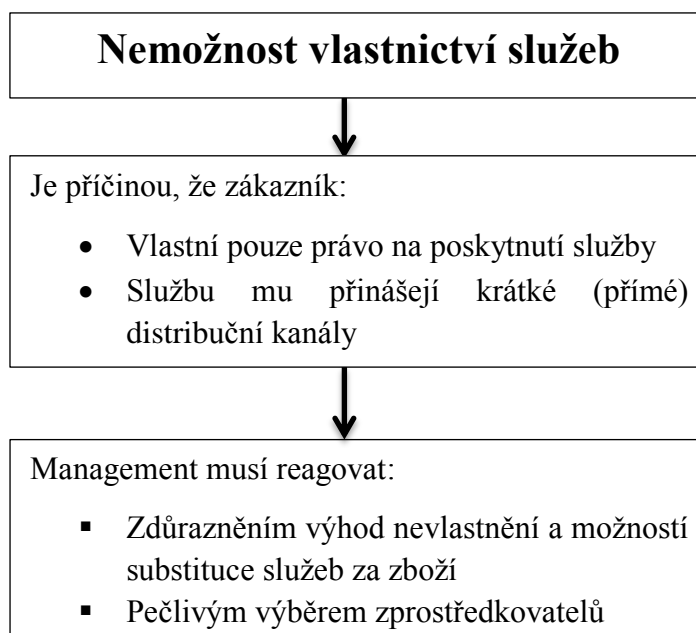 Nemožnost vlastnictví služeb
Je příčinou, že zákazník:
• Vlastní pouze právo na poskytnutí služby
• Službu mu přinášejí krátké (přímé)
distribuční kanály
Management musí reagovat:
▪ Zdůrazněním výhod nevlastnění a možností
substituce služeb za zboží
▪ Pečlivým výběrem zprostředkovatelů